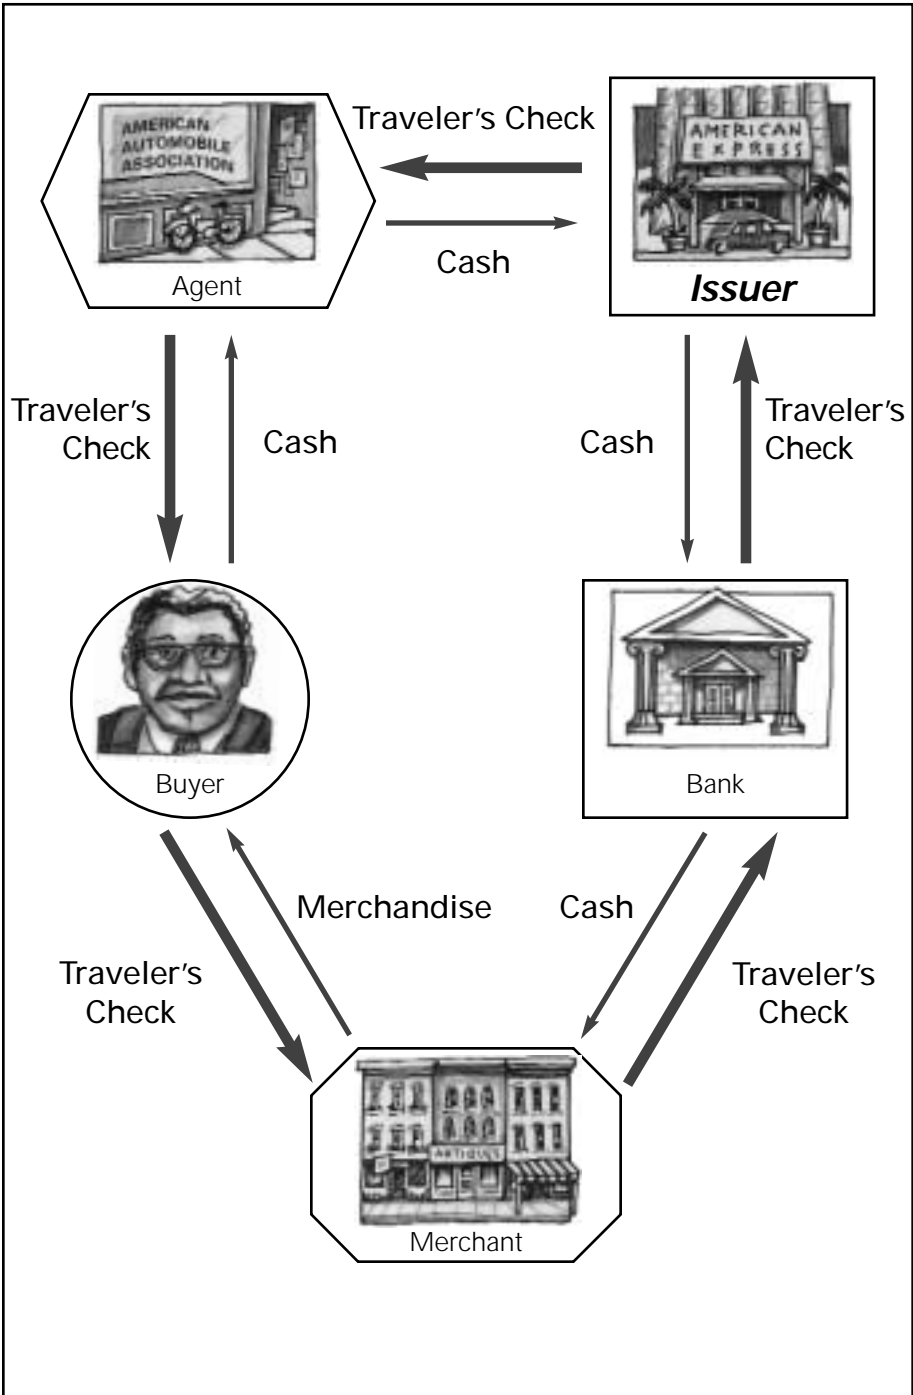 AMERICAN
AUTOMOBILE
ASSOCIATION
Agent
Traveler's Check
Cash
AMERICAN
EXPRESS
Issuer
Traveler's
Check
Cash
Cash
Traveler's
Check
Buyer
Bank
Merchandise
Cash
Traveler's
Check
Traveler's
Check
ANTIQUES
Merchant